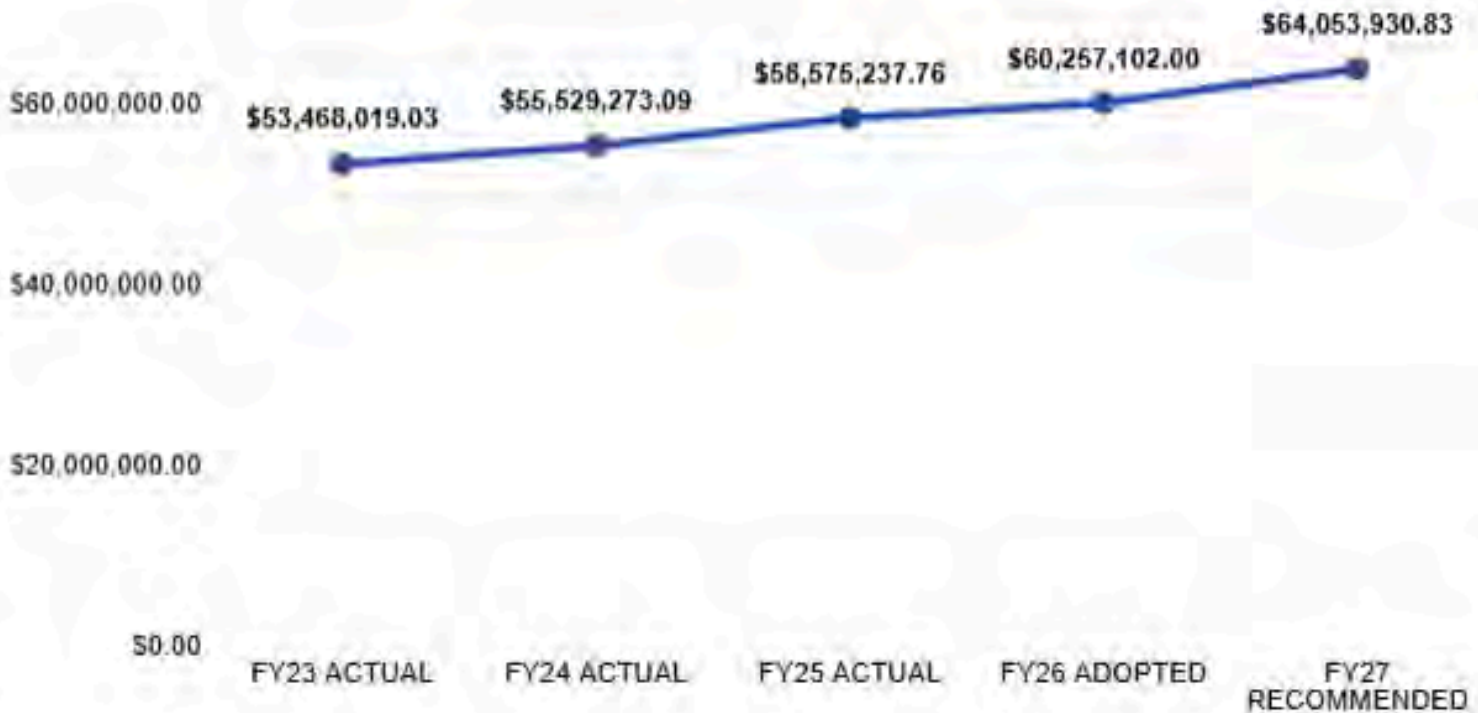 $64,053,930.83
$60,257,102.00
$58,575,237.76
$55,529,273.09
$53,468,019.03
$60,000,000.00
$40,000,000.00
$20,000,000.00
$0.00
FY23 ACTUAL
FY24 ACTUAL
FY25 ACTUAL
FY26 ADOPTED
FY27
RECOMMENDED